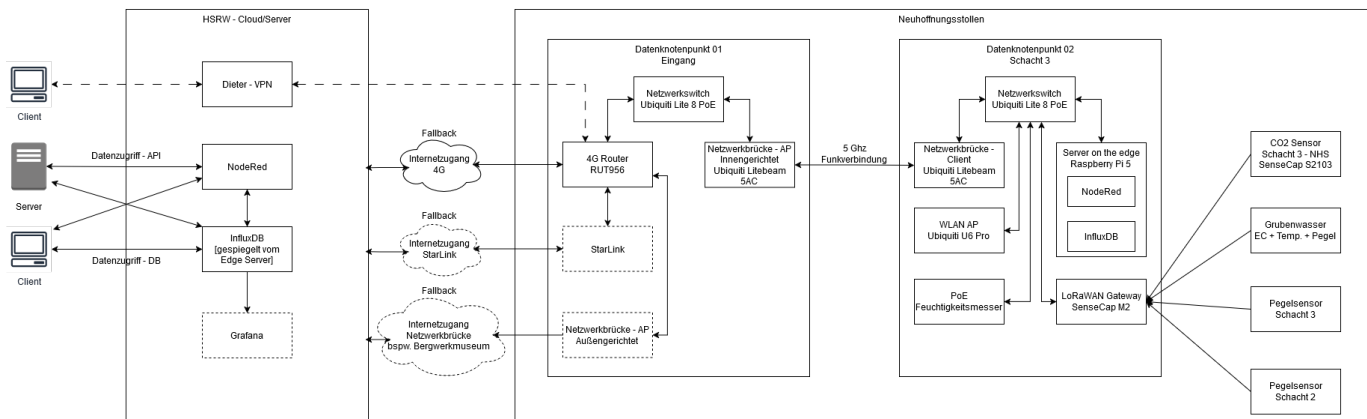 HSRW - Cloud/Server
Neuhoffnungsstollen
Client
Dieter - VPN
Server
Datenzugriff - API
NodeRed
Client
Datenzugriff - DB
InfluxDB
[gespiegelt vom
Edge Server]
Grafana
Fallback
Internetzugang
4G
Fallback
Internetzugang
StarLink
Fallback
Internetzugang
Netzwerkbrücke
bspw. Bergwerkmuseum
Datenknotenpunkt 01
Eingang
Netzwerkswitch
Ubiquiti Lite 8 PoE
4G Router
RUT956
Netzwerkbrücke - AP
Innengerichtet
Ubiquiti Litebeam
5AC
StarLink
Netzwerkbrücke - AP
Außengerichtet
5 Ghz
Funkverbindung
Datenknotenpunkt 02
Schacht 3
Netzwerkswitch
Ubiquiti Lite 8 PoE
Netzwerkbrücke -
Client
Ubiquiti Litebeam
5AC
Server on the edge
Raspberry Pi 5
NodeRed
InfluxDB
WLAN AP
Ubiquiti U6 Pro
PoE
Feuchtigkeitsmesser
LoRaWAN Gateway
SenseCap M2
CO2 Sensor
Schacht 3 - NHS
SenseCap S2103
Grubenwasser
EC + Temp. + Pegel
Pegelsensor
Schacht 3
Pegelsensor
Schacht 2